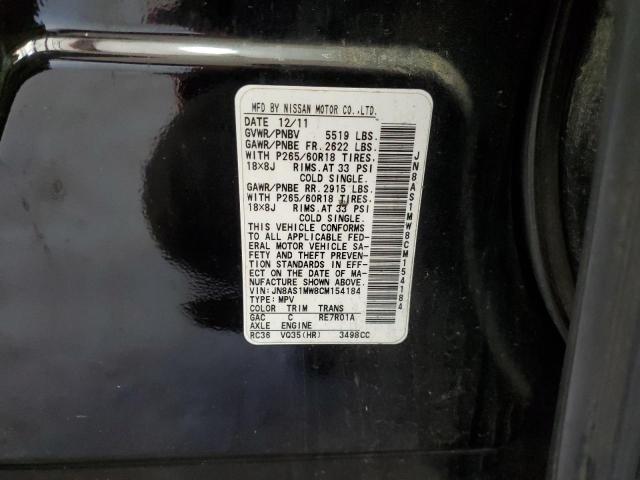 MFD BY NISSAN MOTOR CO.,LTD.
DATE 12/11
GVWR/PNBV 5519 LBS.
GAWR/PNBE FR. 2622 LBS.
WITH P265/60R18 TIRES.
18×8J RIMS.AT 33 PSI
COLD SINGLE.
GAWR/PNBE RR. 2915 LBS.
WITH P265/60R18 TIRES.
18×8J RIMS.AT 33 PSI
COLD SINGLE.
THIS VEHICLE CONFORMS
TO ALL APPLICABLE FED-
ERAL MOTOR VEHICLE SA-
FETY AND THEFT PREVEN-
TION STANDARDS IN EFF-
ECT ON THE DATE OF MA-
NUFACTURE SHOWN ABOVE.
VIN: JN8AS1MW8CM154184
TYPE: MPV
COLOR TRIM TRANS
GAC C RE7R01A
AXLE ENGINE
RC36 VQ35(HR) 3498CC
JN8AS1MW8CM154184